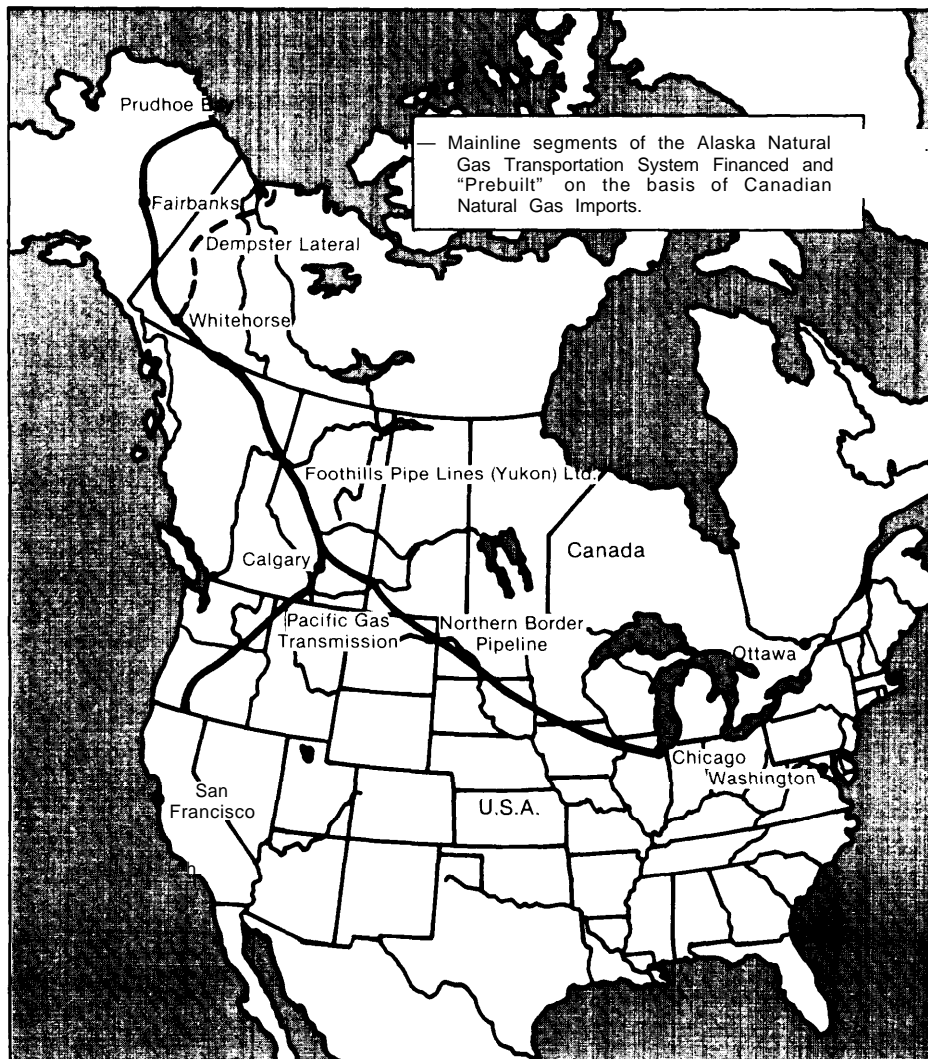 Prudhoe Bay
— Mainline segments of the Alaska Natural
Gas Transportation System Financed and
“Prebuilt” on the basis of Canadian
Natural Gas Imports.
Fairbanks
Dempster Lateral
Whitehorse
Foothills Pipe Lines (Yukon) Ltd.
Calgary
Canada
Pacific Gas
Transmission
Northern Border
Pipeline
Ottawa
Chicago
Washington
San
Francisco
U.S.A.